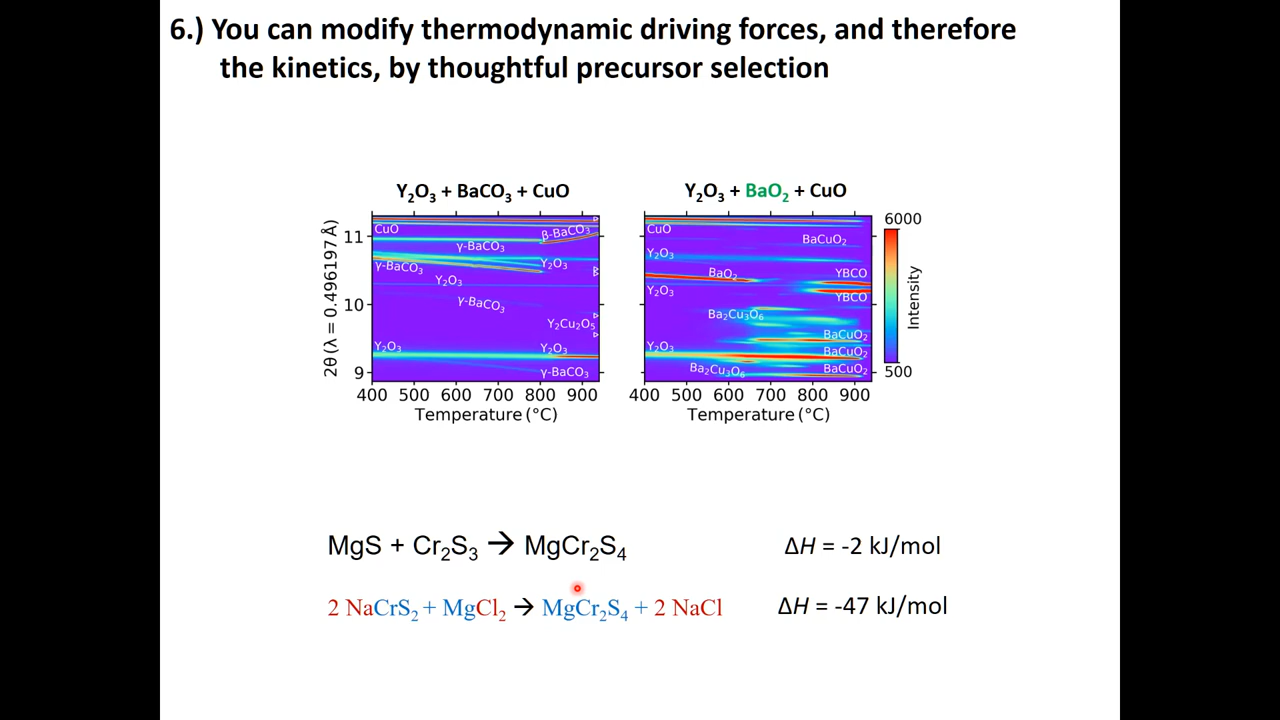 6.) You can modify thermodynamic driving forces, and therefore
the kinetics, by thoughtful precursor selection
Y₂O₃ + BaCO₃ + CuO
Y₂O₃ + BaO₂ + CuO
2θ (λ = 0.496197 Å)
11
10
9
CuO
β-BaCO₃
γ-BaCO₃
γ-BaCO₃
Y₂O₃
Y₂O₃
γ-BaCO₃
Y₂Cu₂O₅
Y₂O₃
Y₂O₃
γ-BaCO₃
400 500 600 700 800 900
Temperature (°C)
CuO
BaCuO₂
Y₂O₃
BaO₂
YBCO
Y₂O₃
YBCO
Ba₂Cu₃O₆
BaCuO₂
Y₂O₃
BaCuO₂
Ba₂Cu₃O₆
BaCuO₂
400 500 600 700 800 900
Temperature (°C)
6000
Intensity
500
MgS + Cr₂S₃ → MgCr₂S₄
ΔH = -2 kJ/mol
2 NaCrS₂ + MgCl₂ → MgCr₂S₄ + 2 NaCl
ΔH = -47 kJ/mol